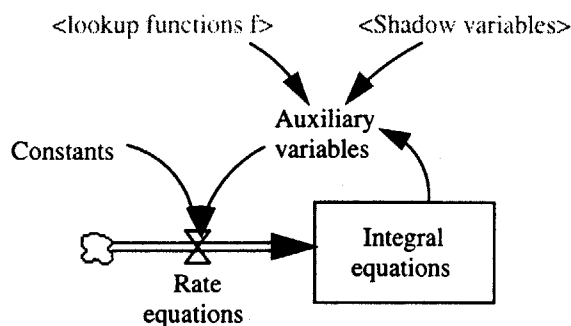 <lookup functions f>
<Shadow variables>
Auxiliary
variables
Constants
Integral
equations
Rate
equations